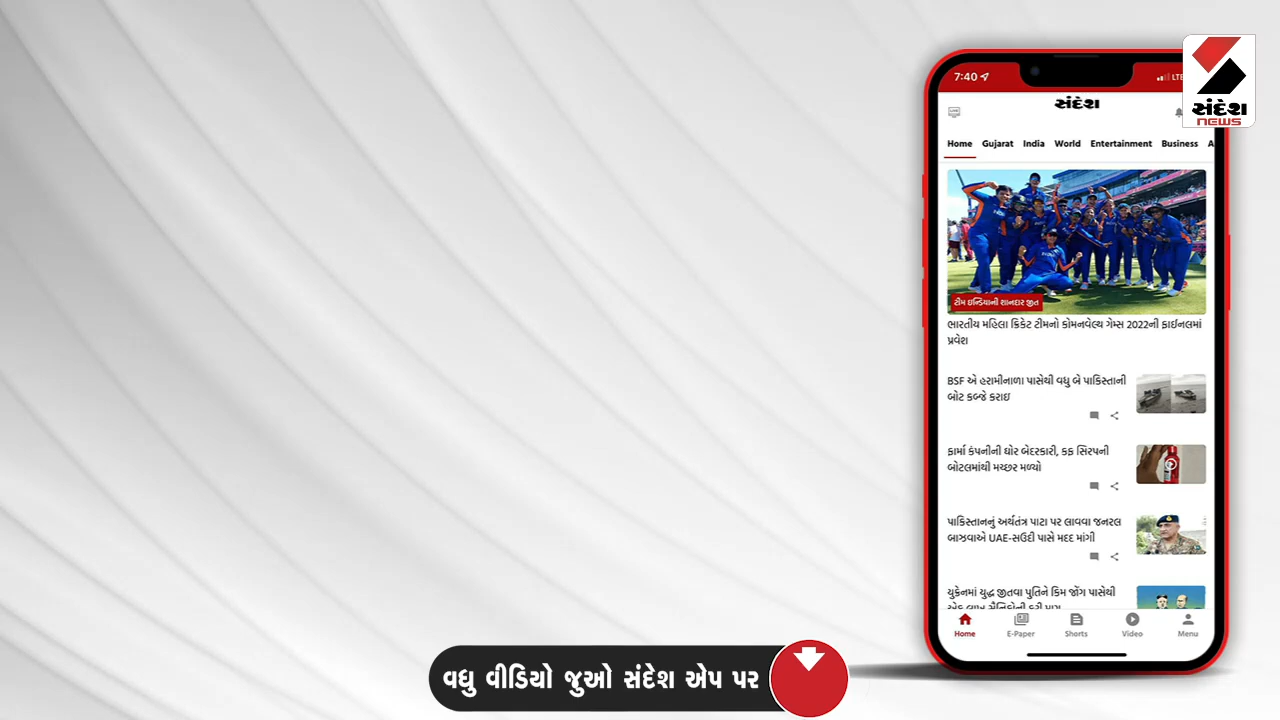 7:40
LTE
સંદેશ
સંદેશ
NEWS
Home Gujarat India World Entertainment Business
ટીમ ઇન્ડિયાની શાનદાર જીત
ભારતીય મહિલા ક્રિકેટ ટીમનો કોમનવેલ્થ ગેમ્સ 2022ની ફાઈનલમાં
પ્રવેશ
BSF એ હરામીનાળા પાસેથી વધુ બે પાકિસ્તાની
બોટ કબ્જે કરાઇ
ફાર્મા કંપનીની ઘોર બેદરકારી, કફ સિરપની
બોટલમાંથી મચ્છર મળ્યો
પાકિસ્તાનનું અર્થતંત્ર પાટા પર લાવવા જનરલ
બાઝવાએ UAE-સઉદી પાસે મદદ માંગી
યુક્રેનમાં યુદ્ધ જીતવા પુતિને કિમ જોંગ પાસેથી
Home E-Paper Shorts Video Menu
વધુ વીડિયો જુઓ સંદેશ એપ પર